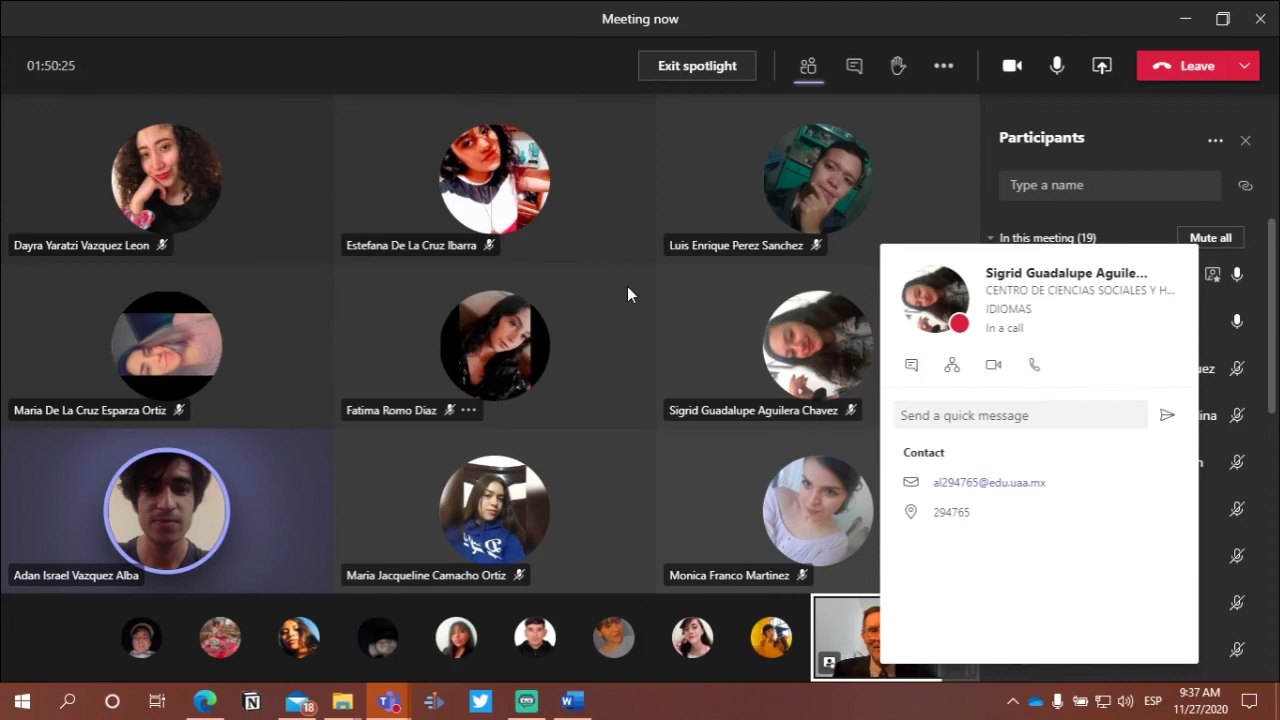 Meeting now
01:50:25
Exit spotlight
Leave
Participants
Type a name
In this meeting (19)
Mute all
Dayra Yaratzi Vazquez Leon
Estefana De La Cruz Ibarra
Luis Enrique Perez Sanchez
Sigrid Guadalupe Aguile...
CENTRO DE CIENCIAS SOCIALES Y H...
IDIOMAS
In a call
uez
Maria De La Cruz Esparza Ortiz
Fatima Romo Diaz
Sigrid Guadalupe Aguilera Chavez
Send a quick message
ina
Contact
n
al294765@edu.uaa.mx
294765
Adan Israel Vazquez Alba
Maria Jacqueline Camacho Ortiz
Monica Franco Martinez
18
ESP
9:37 AM
11/27/2020